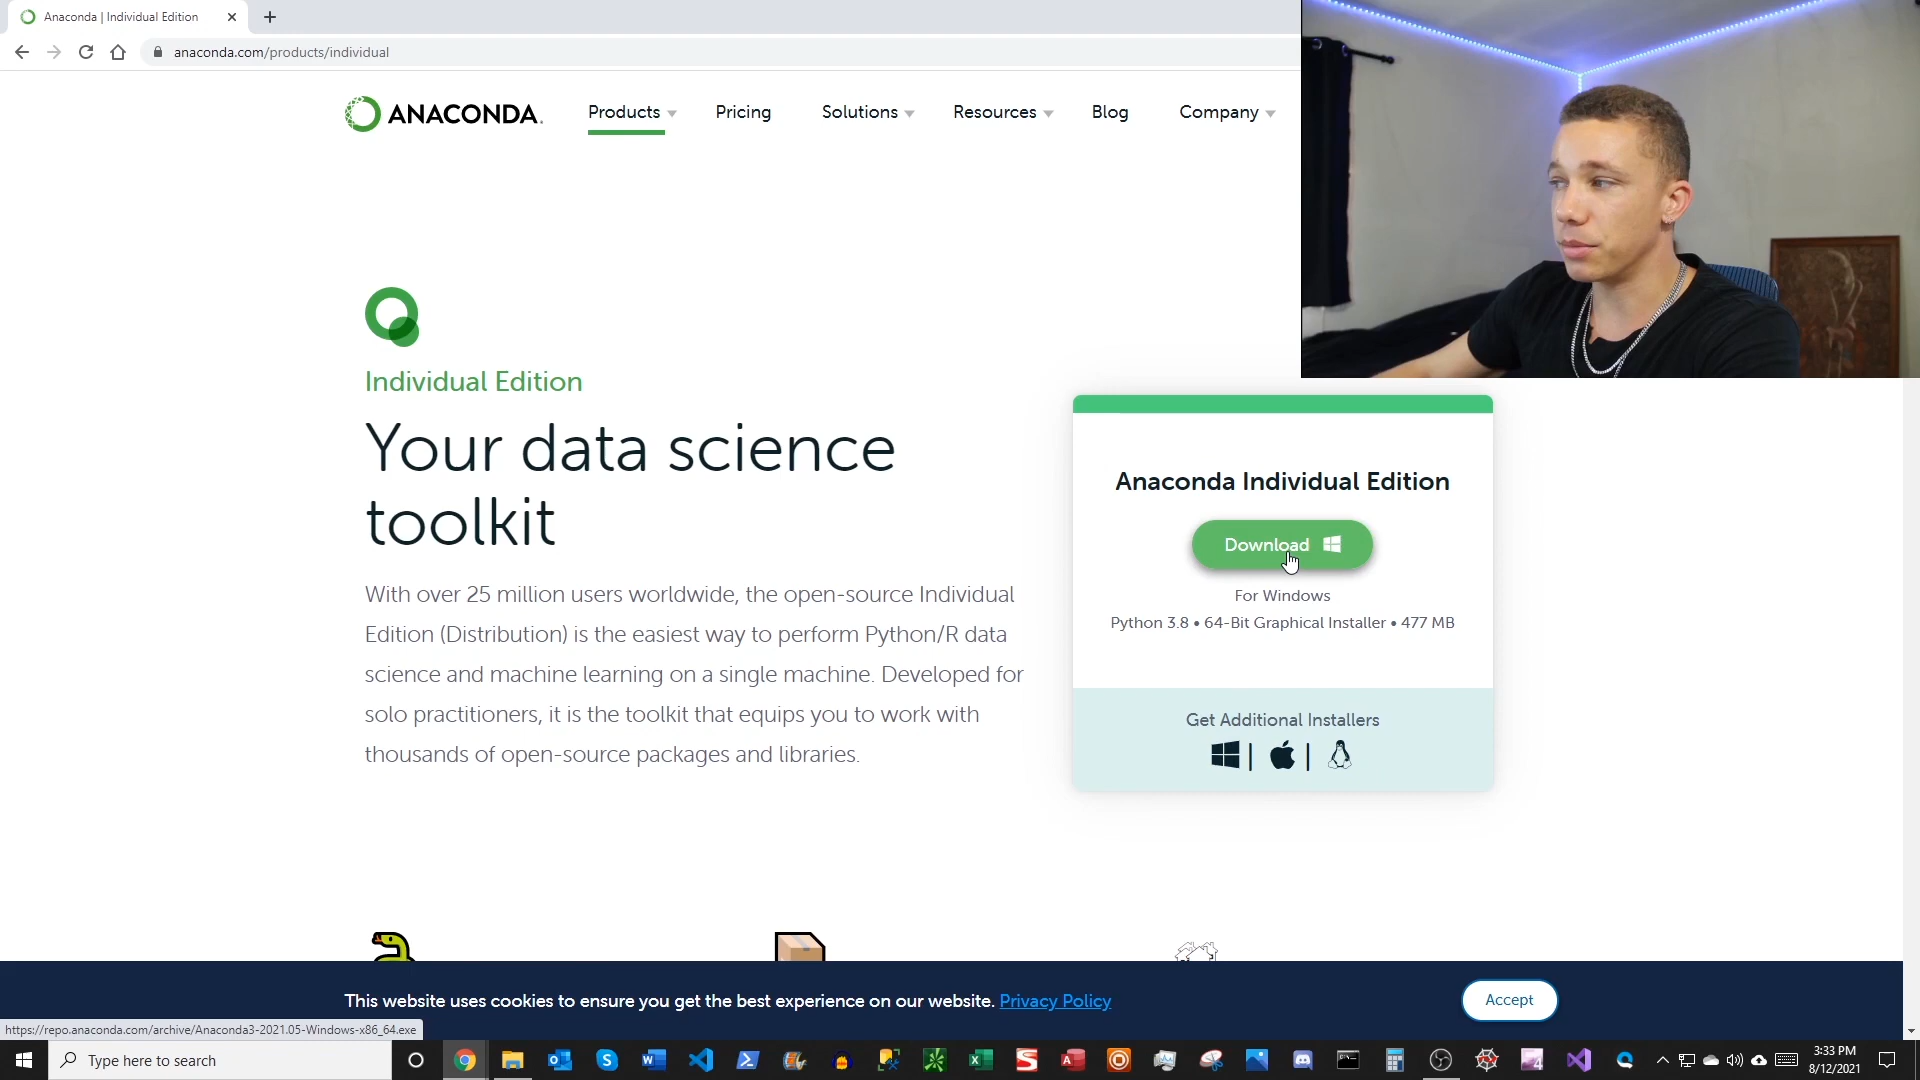 Anaconda | Individual Edition
anaconda.com/products/individual
ANACONDA.
Products
Pricing
Solutions
Resources
Blog
Company
Individual Edition
Your data science
toolkit
With over 25 million users worldwide, the open-source Individual
Edition (Distribution) is the easiest way to perform Python/R data
science and machine learning on a single machine. Developed for
solo practitioners, it is the toolkit that equips you to work with
thousands of open-source packages and libraries.
Anaconda Individual Edition
Download
For Windows
Python 3.8 • 64-Bit Graphical Installer • 477 MB
Get Additional Installers
This website uses cookies to ensure you get the best experience on our website. Privacy Policy
Accept
https://repo.anaconda.com/archive/Anaconda3-2021.05-Windows-x86_64.exe
Type here to search
3:33 PM
8/12/2021